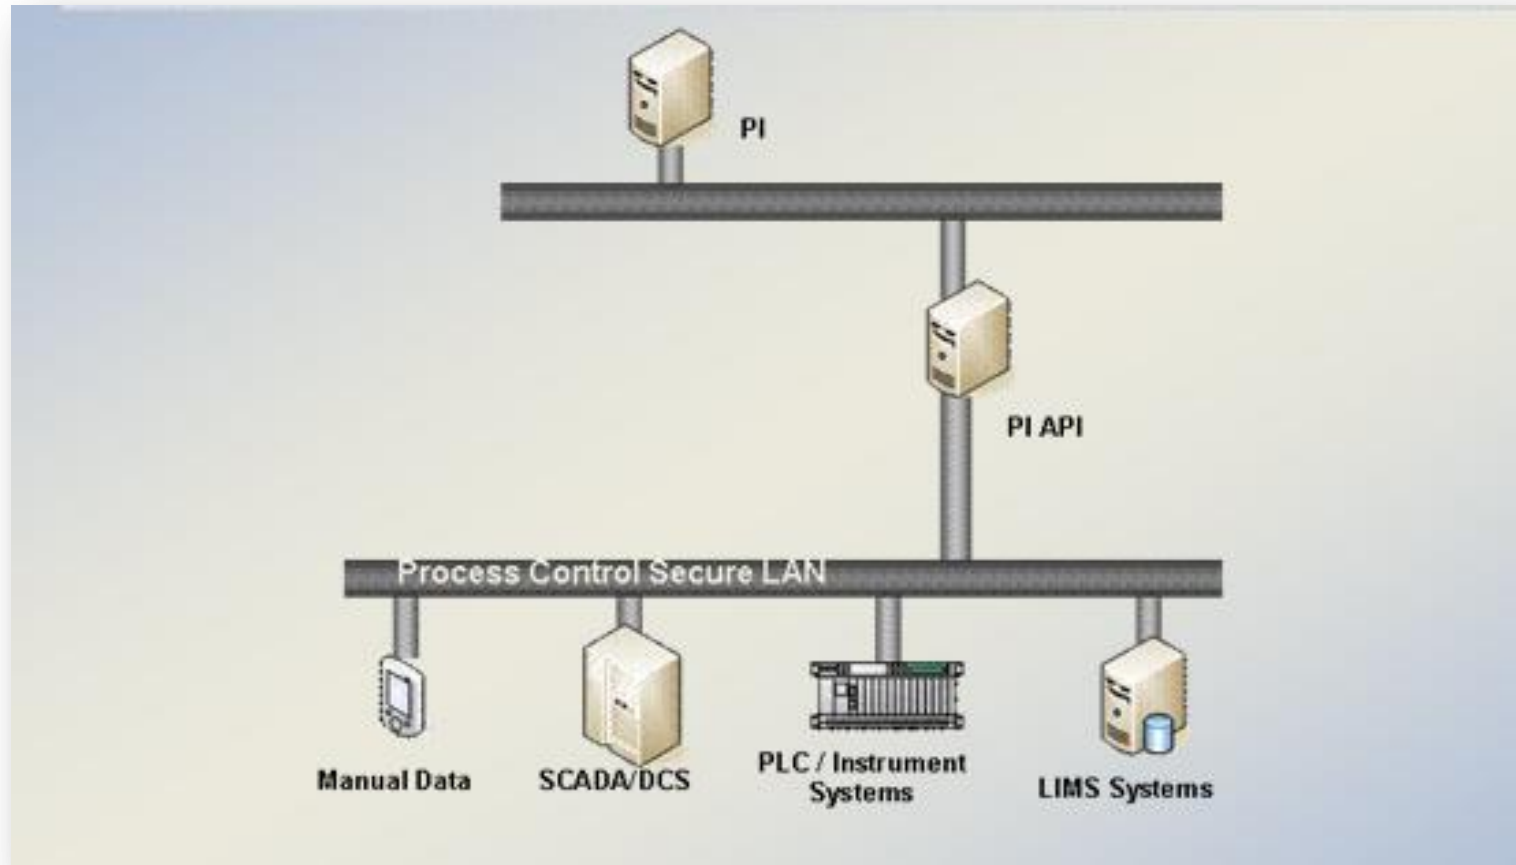 PI
PI API
Process Control Secure LAN
Manual Data
SCADA/DCS
PLC / Instrument
Systems
LIMS Systems